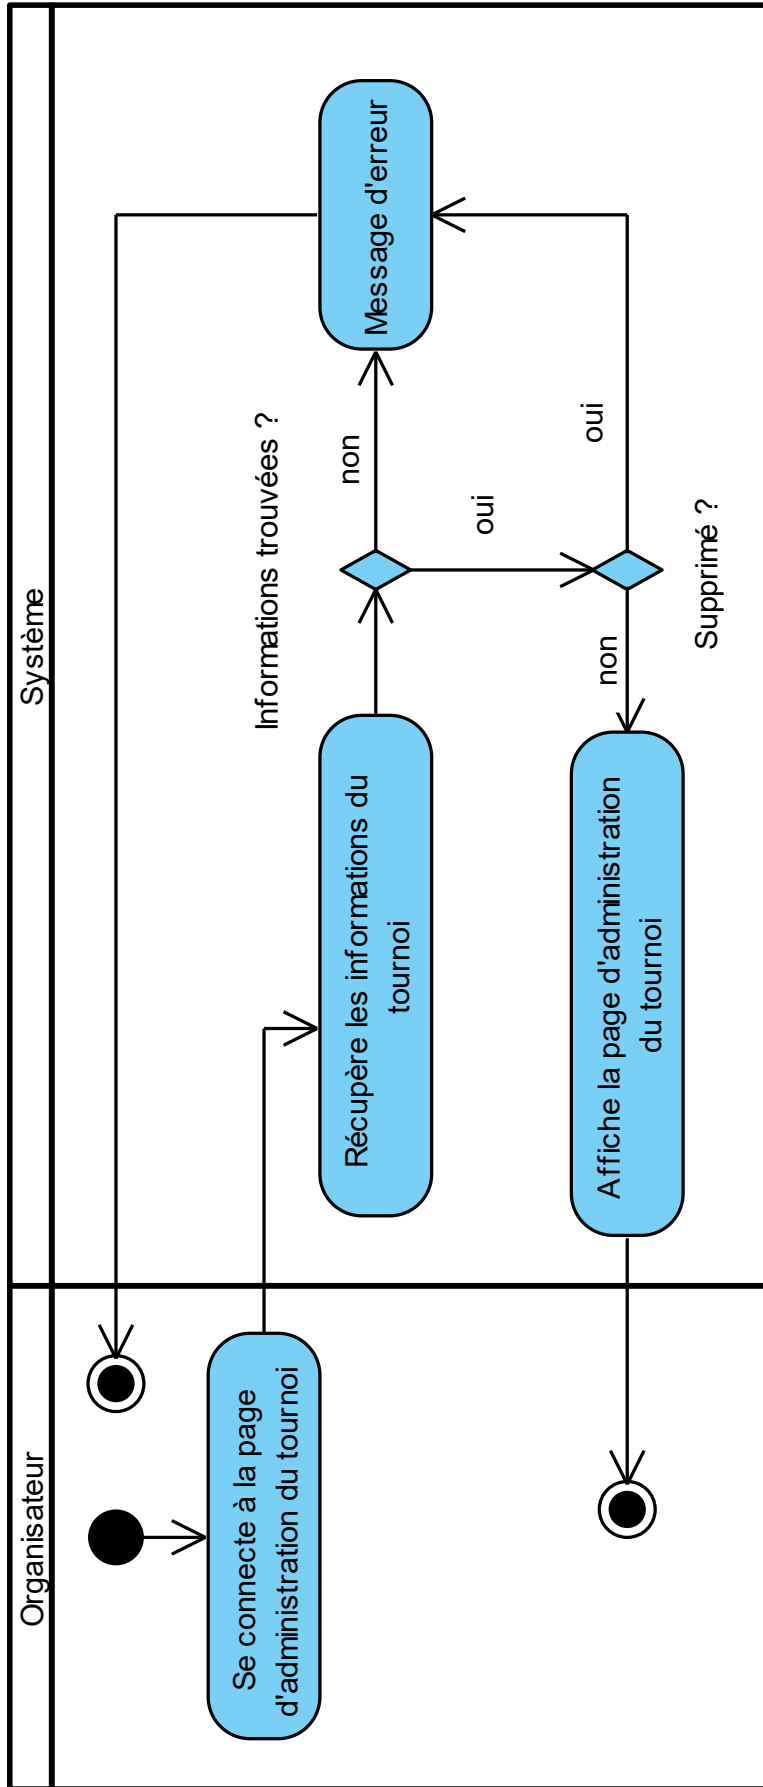 Organisateur
Système
Se connecte à la page
d'administration du tournoi
Récupère les informations du
tournoi
Informations trouvées ?
non
Message d'erreur
oui
Supprimé ?
oui
non
Affiche la page d'administration
du tournoi